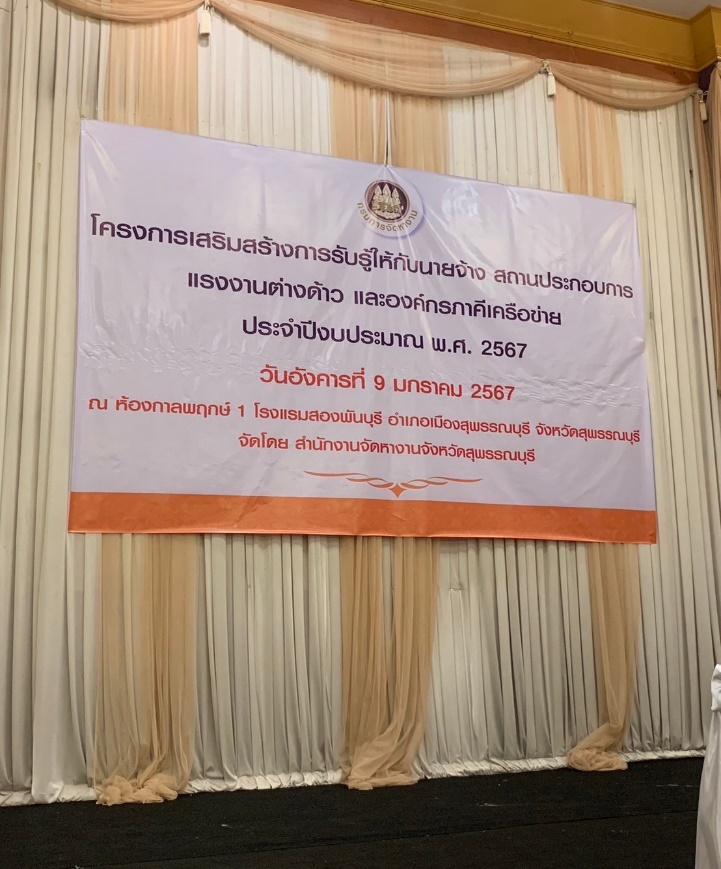 กรมการจัดหางาน
โครงการเสริมสร้างการรับรู้ให้กับนายจ้าง สถานประกอบการ
แรงงานต่างด้าว และองค์กรภาคีเครือข่าย
ประจำปีงบประมาณ พ.ศ. 2567
วันอังคารที่ 9 มกราคม 2567
ณ ห้องกาลพฤกษ์ 1 โรงแรมสองพันบุรี อำเภอเมืองสุพรรณบุรี จังหวัดสุพรรณบุรี
จัดโดย สำนักงานจัดหางานจังหวัดสุพรรณบุรี